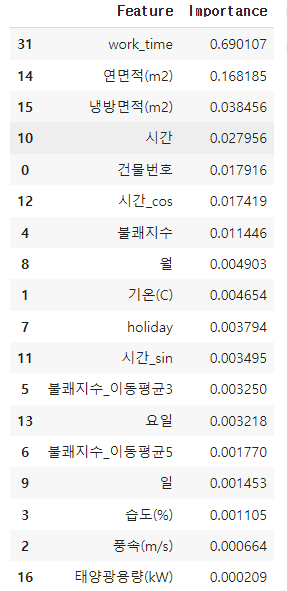 Feature Importance
31 work_time 0.690107
14 연면적(m2) 0.168185
15 냉방면적(m2) 0.038456
10 시간 0.027956
0 건물번호 0.017916
12 시간_cos 0.017419
4 불쾌지수 0.011446
8 월 0.004903
1 기온(C) 0.004654
7 holiday 0.003794
11 시간_sin 0.003495
5 불쾌지수_이동평균3 0.003250
13 요일 0.003218
6 불쾌지수_이동평균5 0.001770
9 일 0.001453
3 습도(%) 0.001105
2 풍속(m/s) 0.000664
16 태양광용량(kW) 0.000209